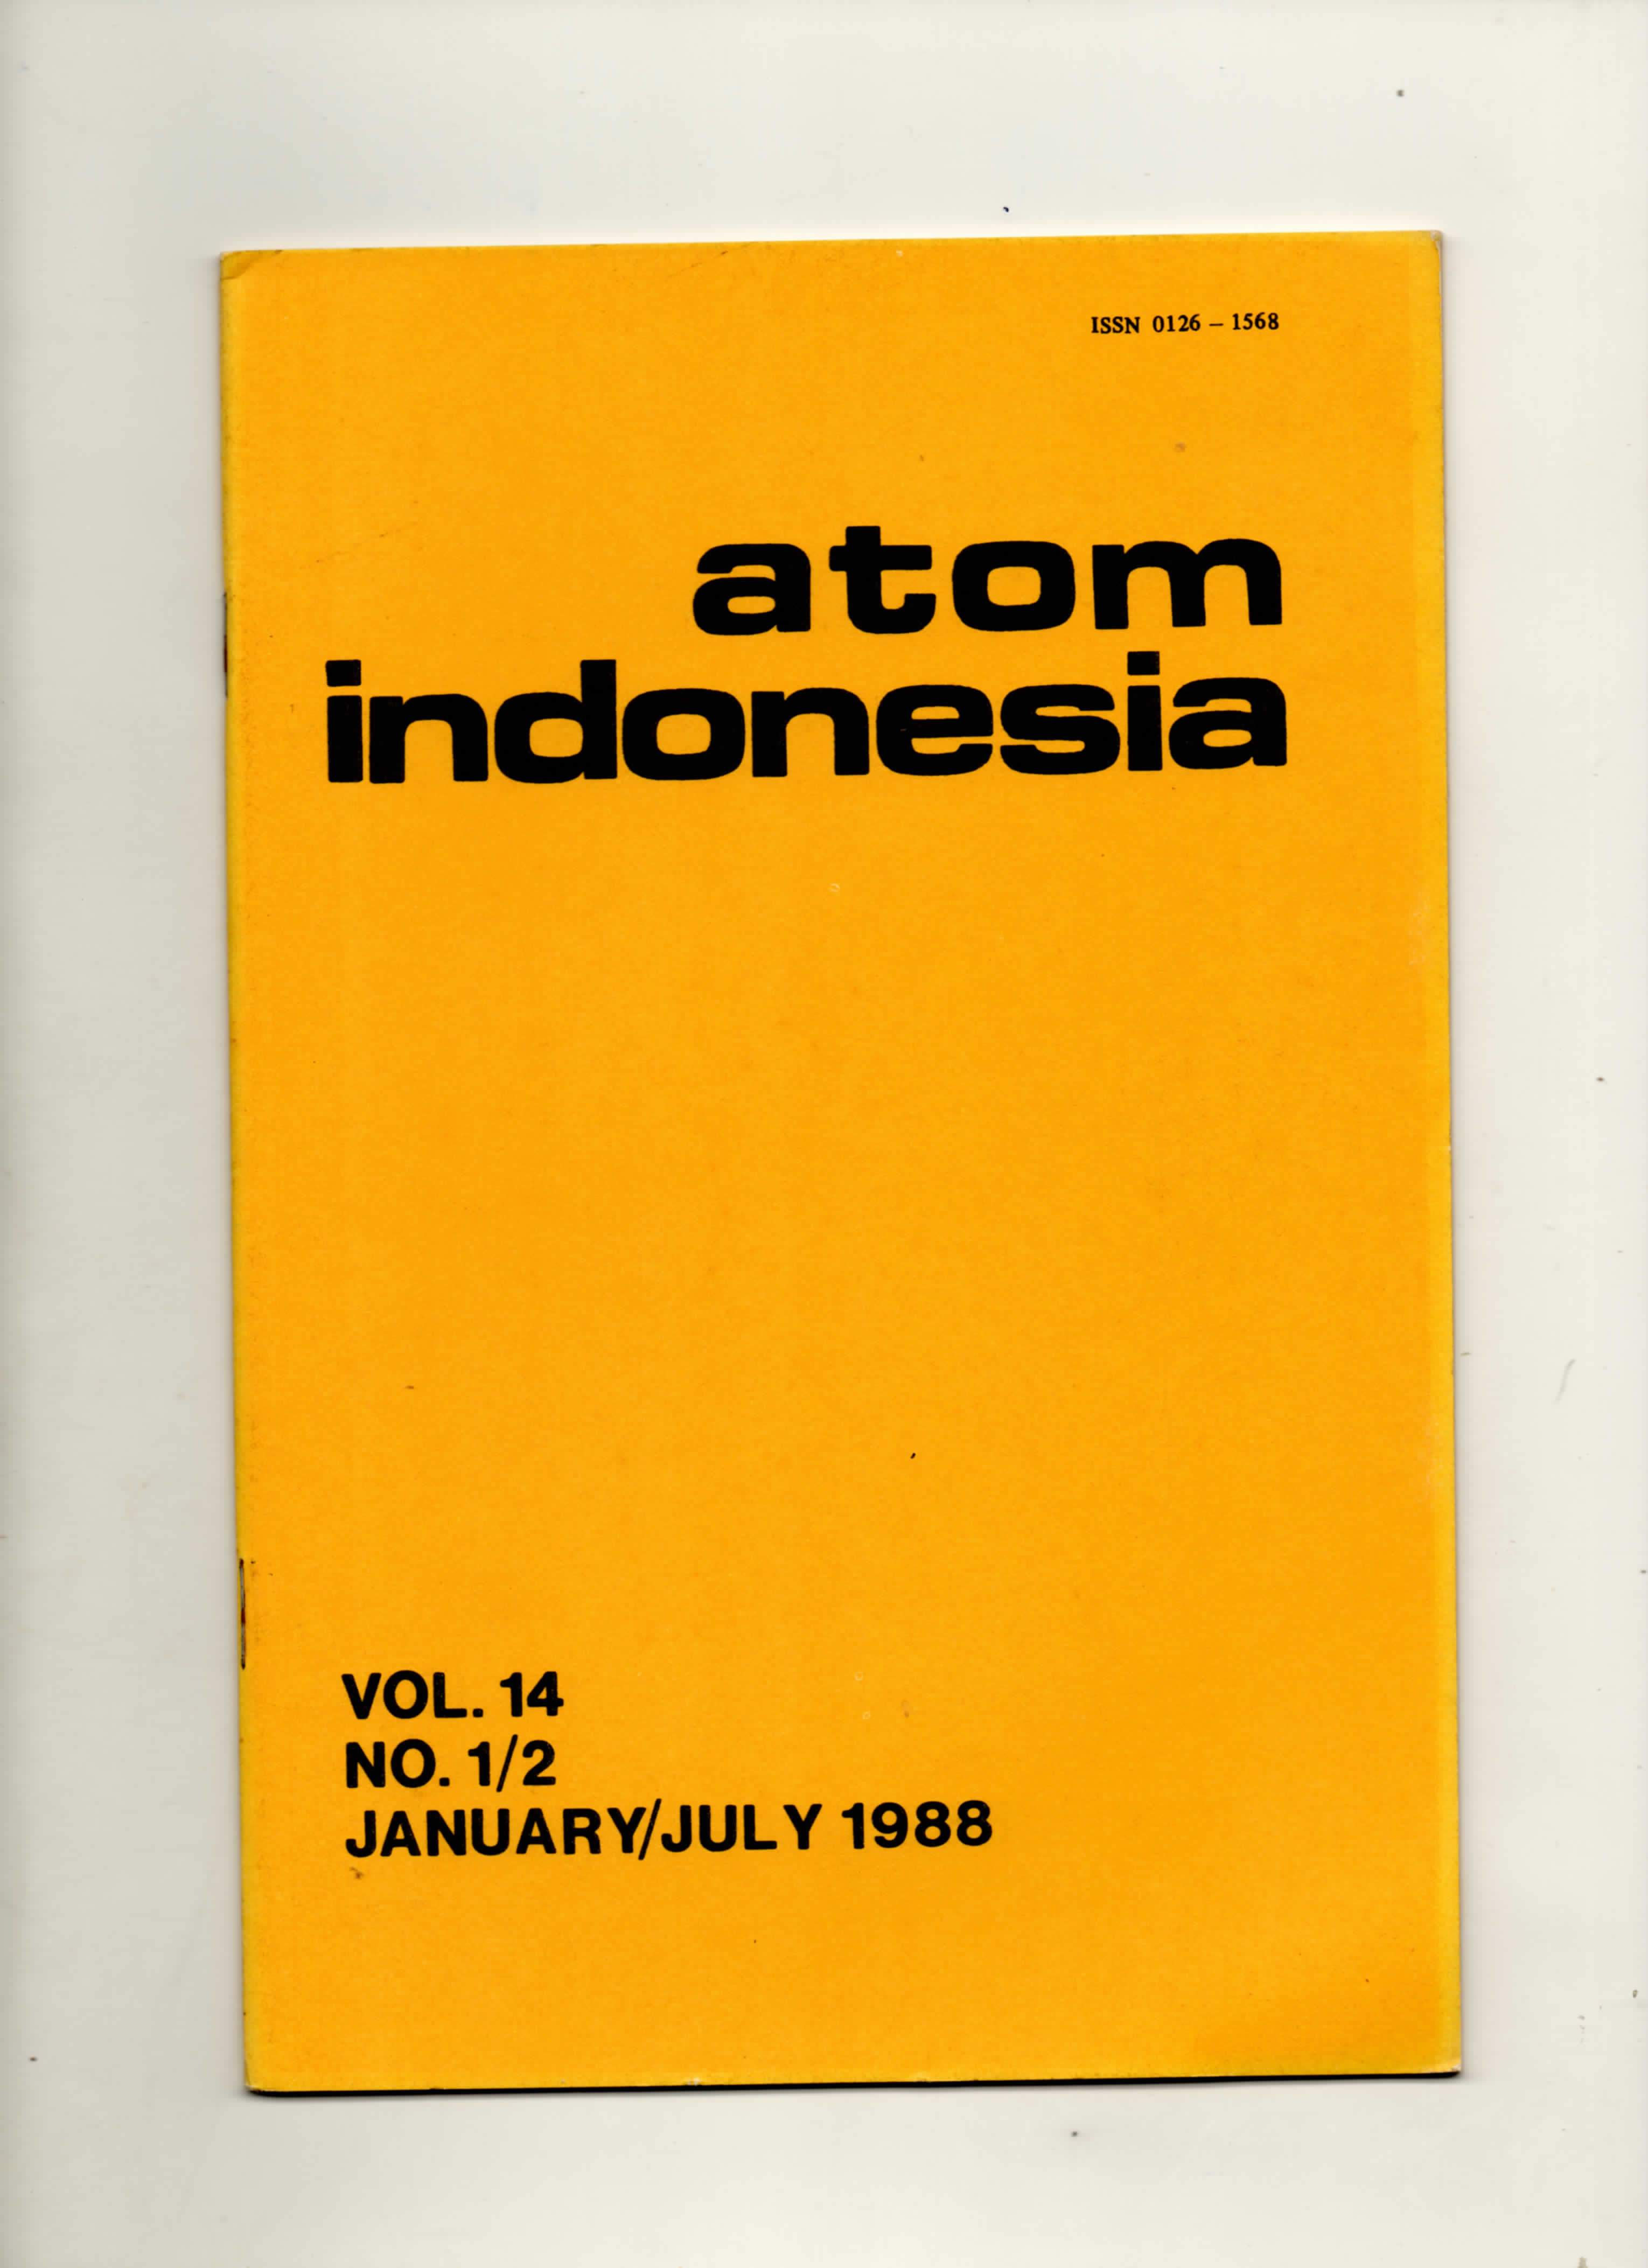 ISSN 0126 – 1568
atom
indonesia
VOL. 14
NO. 1/2
JANUARY/JULY 1988